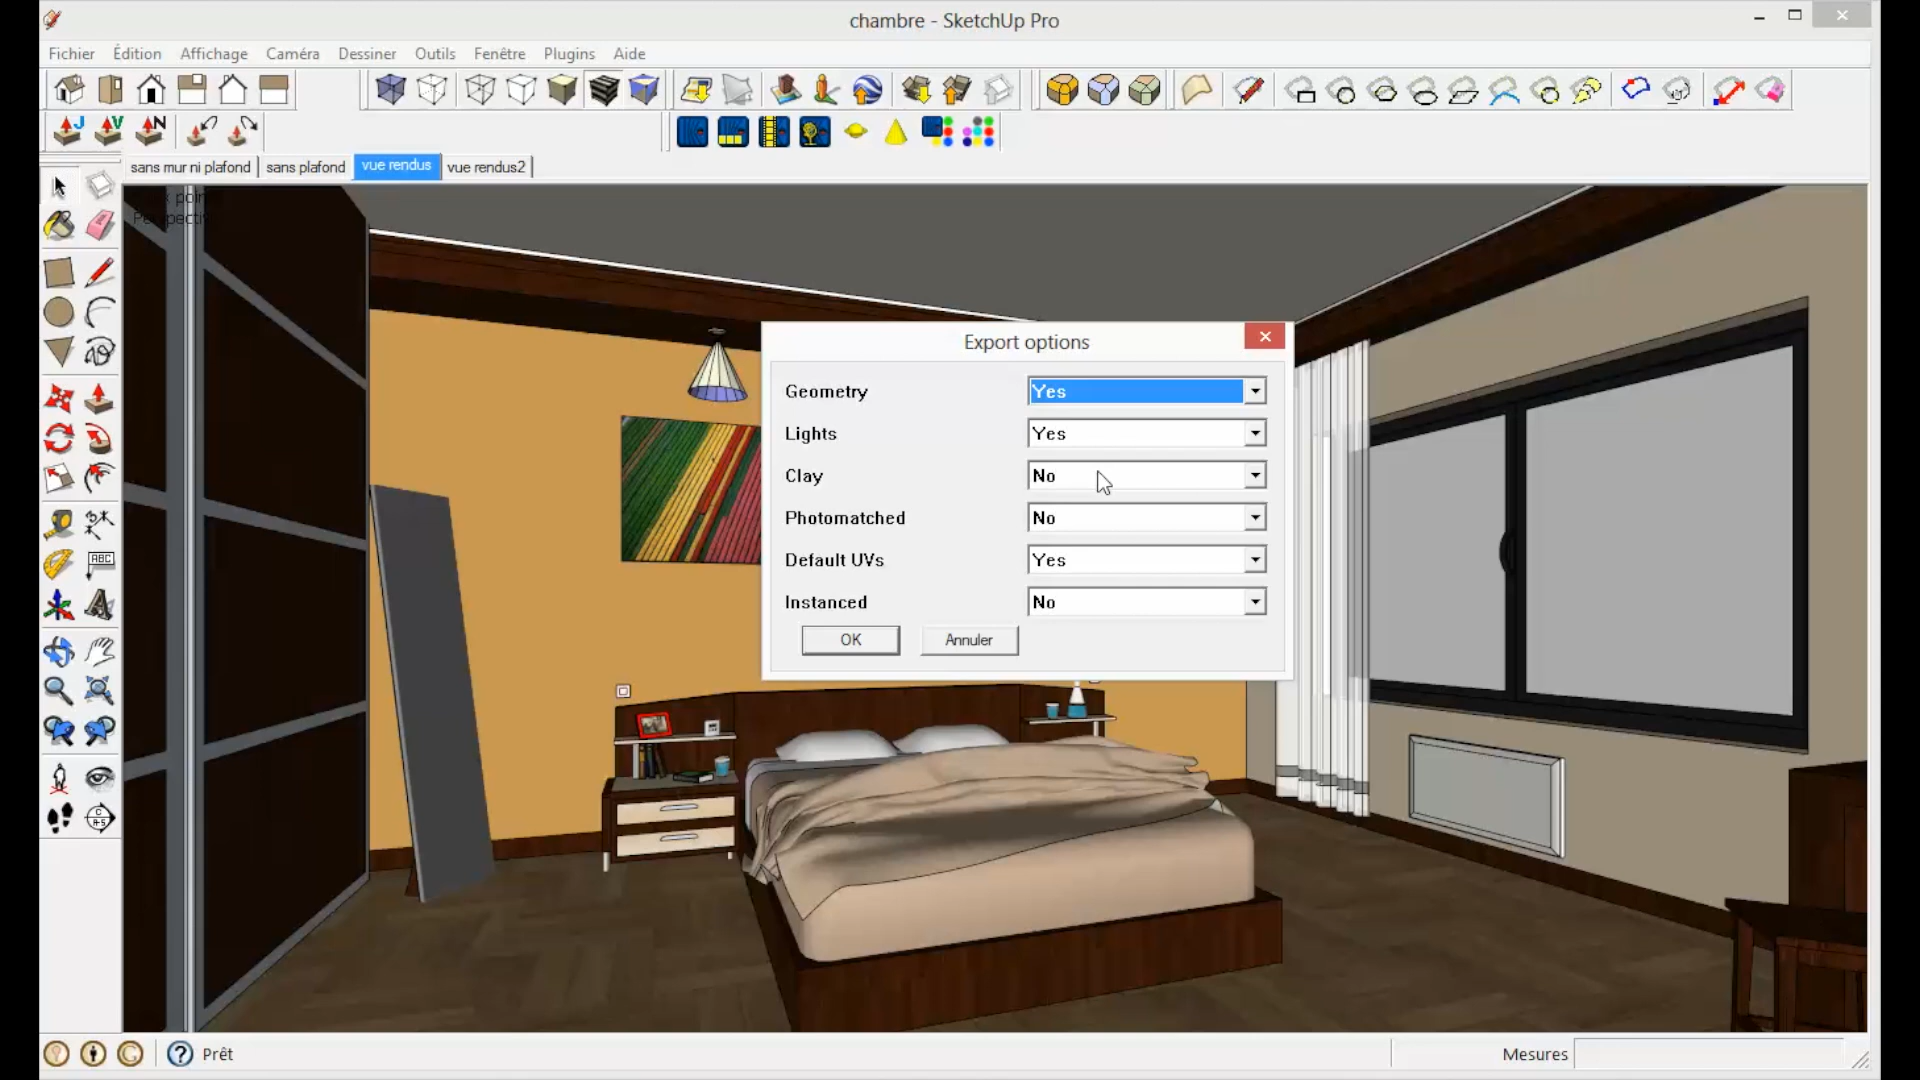 chambre - SketchUp Pro
Fichier Édition Affichage Caméra Dessiner Outils Fenêtre Plugins Aide
J V N
sans mur ni plafond sans plafond vue rendus vue rendus2
Export options
Geometry Yes
Lights Yes
Clay No
Photomatched No
Default UVs Yes
Instanced No
OK Annuler
ABC
Prêt Mesures